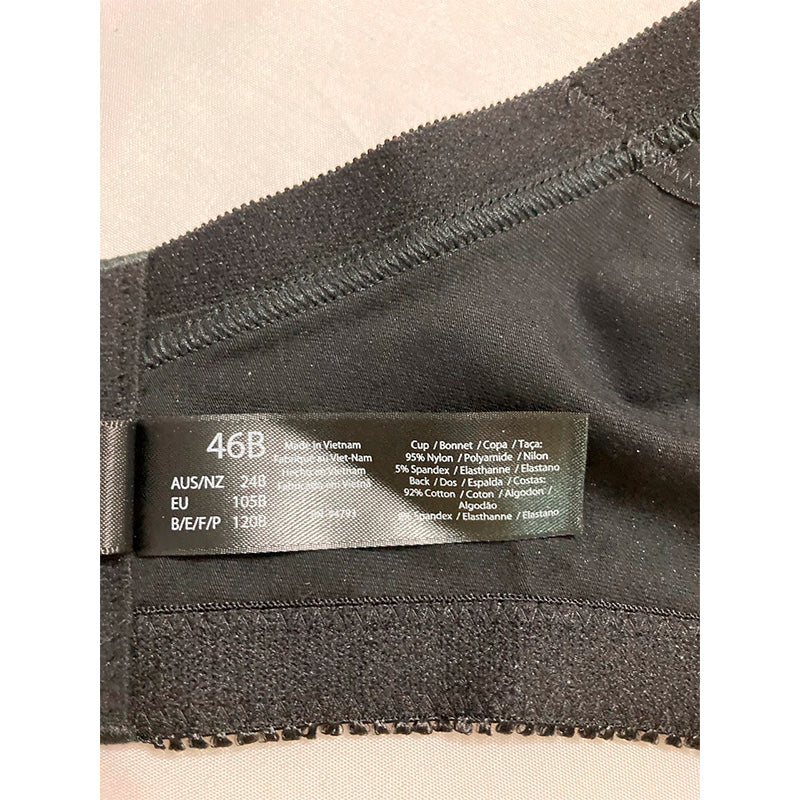 46B
AUS/NZ 24B
EU 105B
B/E/F/P 120B
Made in Vietnam
Fabriqué au Viet-Nam
Hecho en Vietnam
Fabricado em Vietnã
Cup / Bonnet / Copa / Taça:
95% Nylon / Polyamide / Nilon
5% Spandex / Elasthanne / Elastano
Back / Dos / Espalda / Costas:
92% Cotton / Coton / Algodon /
Algodão
8% Spandex / Elasthanne / Elastano